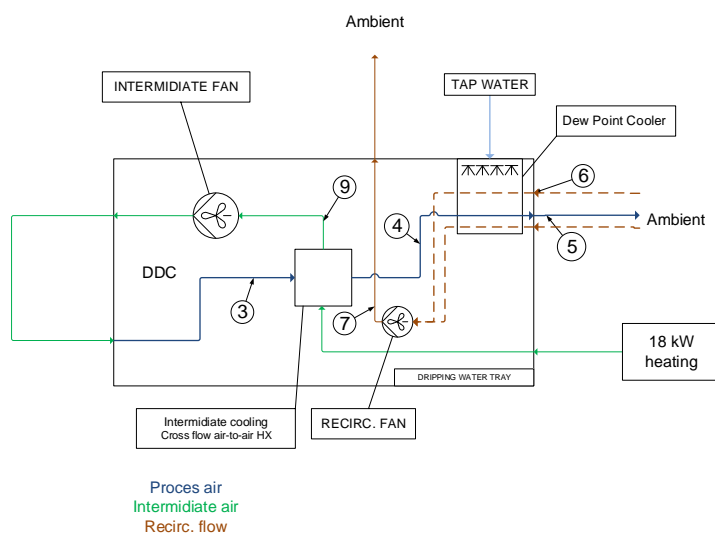 Ambient
INTERMIDIATE FAN
TAP WATER
Dew Point Cooler
9
6
4
Ambient
5
DDC
3
7
18 kW
heating
DRIPPING WATER TRAY
Intermidiate cooling
Cross flow air-to-air HX
RECIRC. FAN
Proces air
Intermidiate air
Recirc. flow